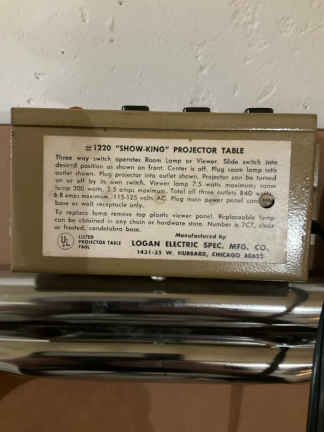 #1220 "SHOW-KING" PROJECTOR TABLE
Three way switch operates Room Lamp or Viewer. Slide switch into
desired position as shown on front. Center is off. Plug room lamp into
outlet shown. Plug projector into outlet shown. Projector can be turned
on or off by its own switch. Viewer lamp 7.5 watts maximum; room
lamp 300 watt, 2.5 amps maximum. Total all three outlets 840 watts
6.8 amps maximum. 115-125 volts AC. Plug main power panel cord
base or wall receptacle only.
To replace lamp remove top plastic viewer panel. Replaceable lamp
can be obtained in any chain or hardware store. Number is 7C7, clear
or frosted, candelabra base.
UL
LISTED
PROJECTOR TABLE
Manufactured by
LOGAN ELECTRIC SPEC. MFG. CO.
1431-35 W. HUBBARD, CHICAGO 60622